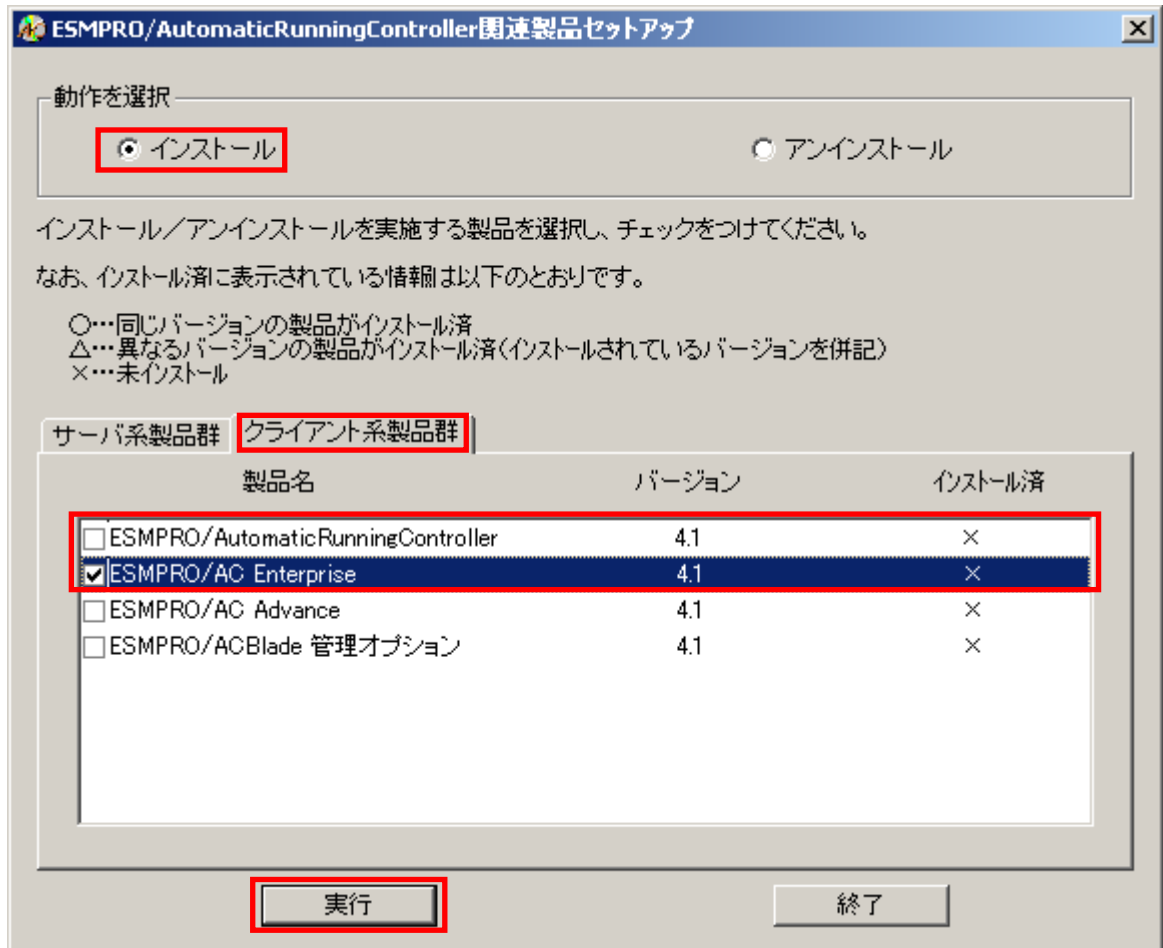 ESMPRO/AutomaticRunningController関連製品セットアップ
動作を選択
インストール アンインストール
インストール／アンインストールを実施する製品を選択し、チェックをつけてください。
なお、インストール済に表示されている情報は以下のとおりです。
○…同じバージョンの製品がインストール済
△…異なるバージョンの製品がインストール済(インストールされているバージョンを併記)
×…未インストール
サーバ系製品群 クライアント系製品群
製品名 バージョン インストール済
ESMPRO/AutomaticRunningController 4.1 ×
ESMPRO/AC Enterprise 4.1 ×
ESMPRO/AC Advance 4.1 ×
ESMPRO/ACBlade 管理オプション 4.1 ×
実行 終了